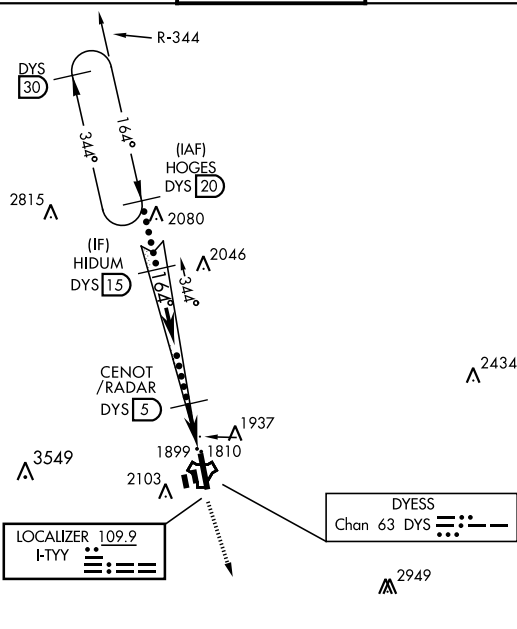 R-344
DYS
30
344°
164°
(IAF)
HOGES
DYS 20
2815
2080
(IF)
HIDUM
DYS 15
2046
164°
344°
2434
CENOT
/RADAR
DYS 5
1937
1899
1810
3549
2103
DYESS
Chan 63 DYS
LOCALIZER 109.9
I-TYY
2949